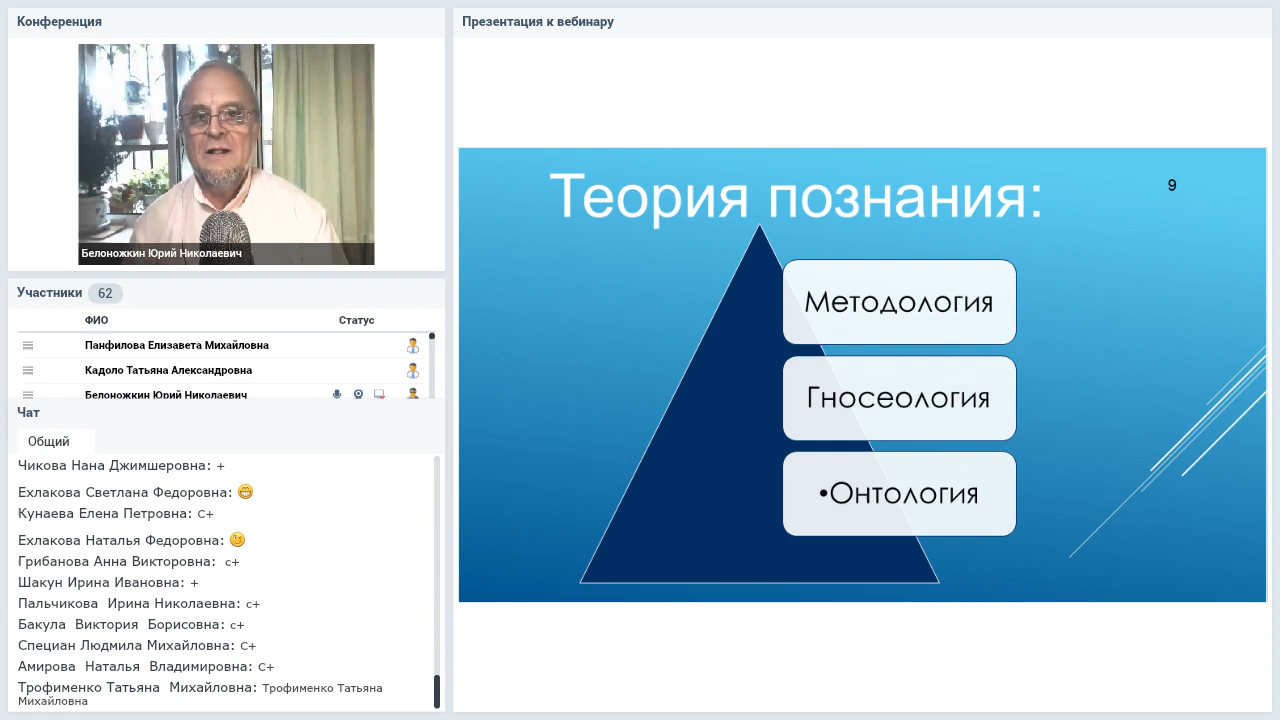 Конференция
Белоножкин Юрий Николаевич
Участники 62
ФИО Статус
Панфилова Елизавета Михайловна
Кадоло Татьяна Александровна
Белоножкин Юрий Николаевич
Чат
Общий
Чикова Нана Джимшеровна: +
Ехлакова Светлана Федоровна:
Кунаева Елена Петровна: С+
Ехлакова Наталья Федоровна:
Грибанова Анна Викторовна: с+
Шакун Ирина Ивановна: +
Пальчикова Ирина Николаевна: с+
Бакула Виктория Борисовна: с+
Специан Людмила Михайловна: С+
Амирова Наталья Владимировна: С+
Трофименко Татьяна Михайловна: Трофименко Татьяна
Михайловна
Презентация к вебинару
Теория познания:
9
Методология
Гносеология
•Онтология